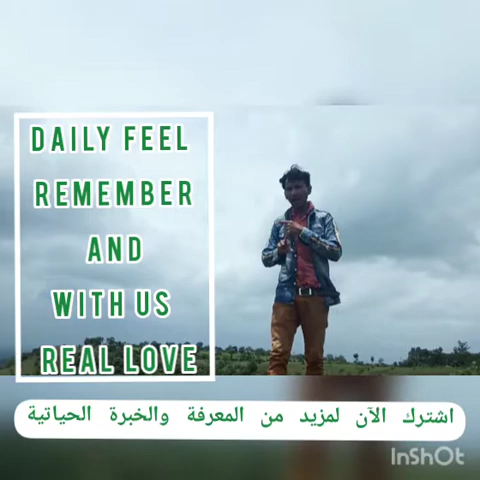 DAILY FEEL
REMEMBER
AND
WITH US
REAL LOVE
اشترك الآن لمزيد من المعرفة والخبرة الحياتية
InShOt